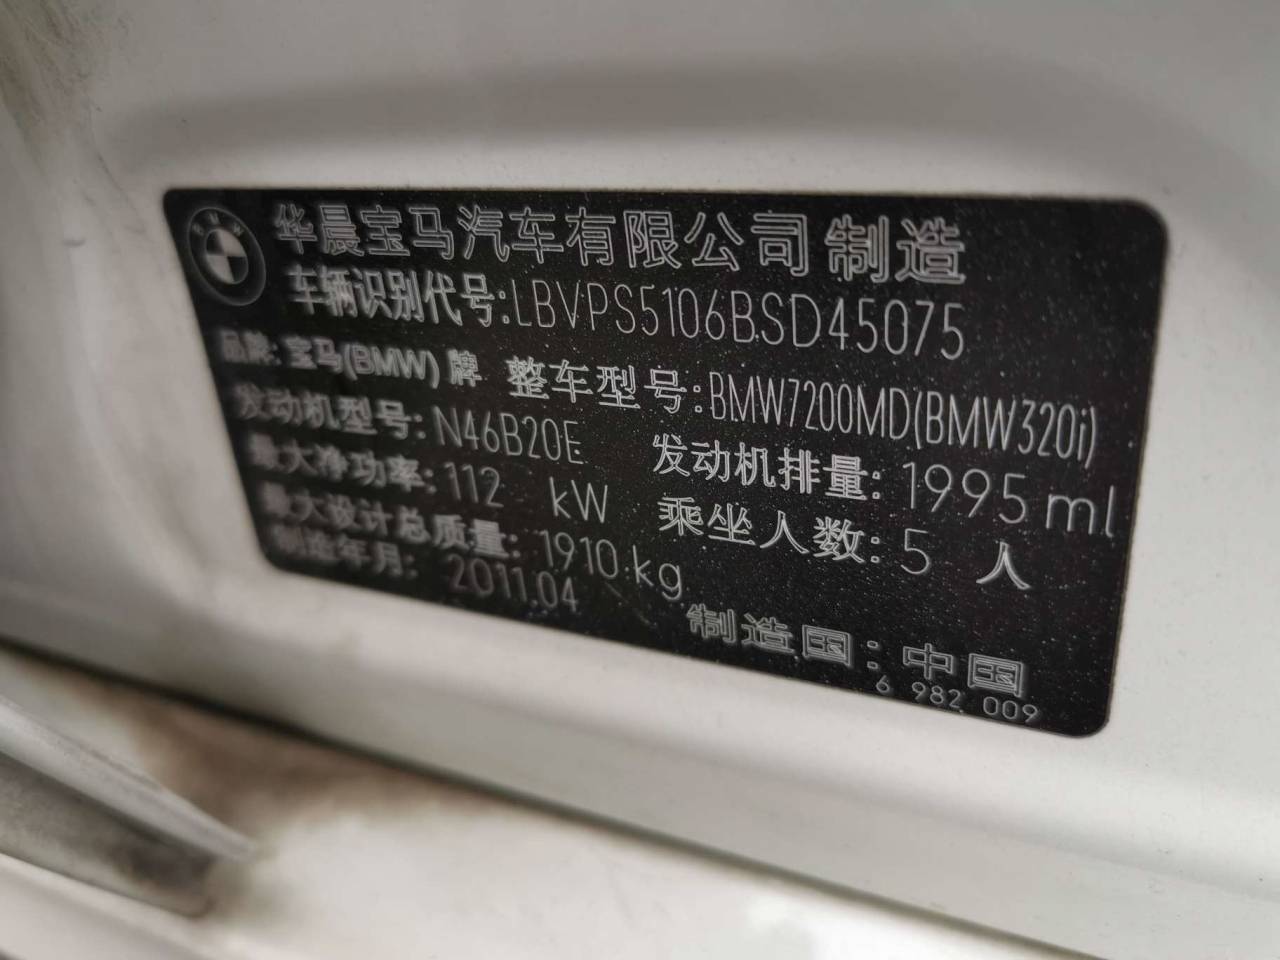 华晨宝马汽车有限公司制造
车辆识别代号:LBVPS5106BSD45075
品牌:宝马(BMW)牌 整车型号:BMW7200MD(BMW320i)
发动机型号:N46B20E 发动机排量:1995ml
最大净功率:112 kW 乘坐人数:5 人
最大设计总质量:1910kg
制造年月:2011.04
制造国:中国
6 982 009